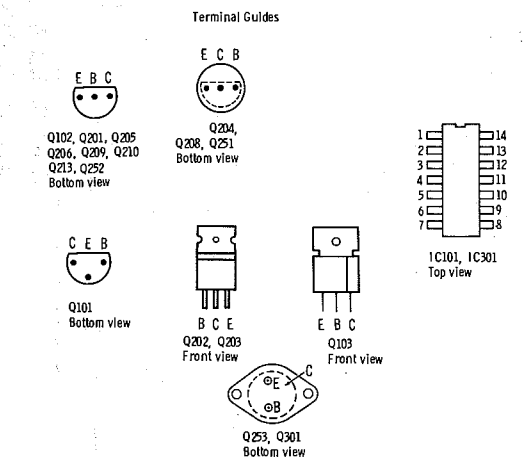 Terminal Guides
E B C
Q102, Q201, Q205
Q206, Q209, Q210
Q213, Q252
Bottom view
E C B
Q204,
Q208, Q251
Bottom view
1 14
2 13
3 12
4 11
5 10
6 9
7 8
IC101, IC301
Top view
C E B
Q101
Bottom view
B C E
Q202, Q203
Front view
E B C
Q103
Front view
C
E
B
Q253, Q301
Bottom view